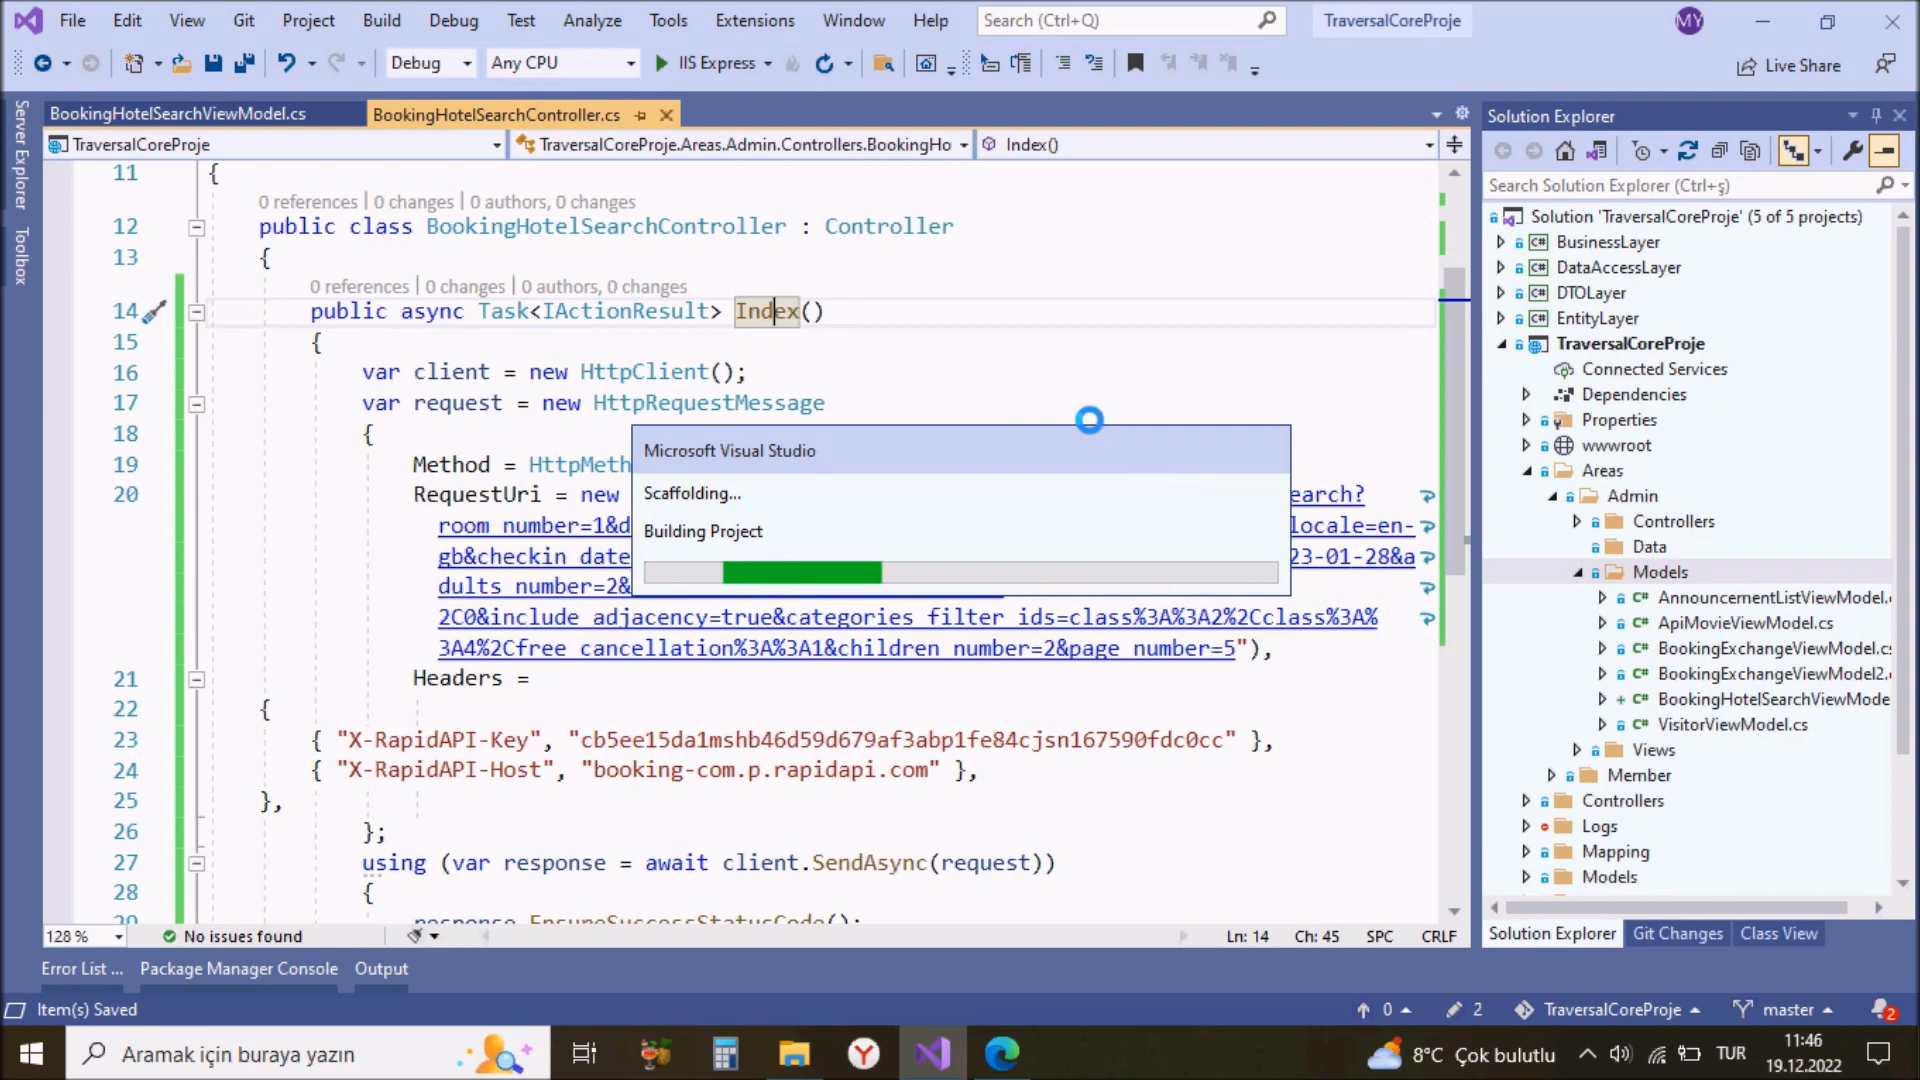 File Edit View Git Project Build Debug Test Analyze Tools Extensions Window Help Search (Ctrl+Q) TraversalCoreProje MY
Debug Any CPU IIS Express Live Share
Server Explorer
Toolbox
BookingHotelSearchViewModel.cs BookingHotelSearchController.cs
TraversalCoreProje TraversalCoreProje.Areas.Admin.Controllers.BookingHo Index()
11 {
0 references | 0 changes | 0 authors, 0 changes
12 public class BookingHotelSearchController : Controller
13 {
0 references | 0 changes | 0 authors, 0 changes
14 public async Task<IActionResult> Index()
15 {
16 var client = new HttpClient();
17 var request = new HttpRequestMessage
18 {
19 Method = HttpMeth
20 RequestUri = new earch?
room_number=1&d locale=en-
gb&checkin_date 23-01-28&a
dults_number=2&
2C0&include_adjacency=true&categories_filter_ids=class%3A%3A2%2Cclass%3A%
3A4%2Cfree_cancellation%3A%3A1&children_number=2&page_number=5"),
21 Headers =
22 {
23 { "X-RapidAPI-Key", "cb5ee15da1mshb46d59d679af3abp1fe84cjsn167590fdc0cc" },
24 { "X-RapidAPI-Host", "booking-com.p.rapidapi.com" },
25 },
26 };
27 using (var response = await client.SendAsync(request))
28 {
29 response.EnsureSuccessStatusCode();
Microsoft Visual Studio
Scaffolding...
Building Project
128 % No issues found Ln: 14 Ch: 45 SPC CRLF
Solution Explorer
Search Solution Explorer (Ctrl+ş)
Solution 'TraversalCoreProje' (5 of 5 projects)
BusinessLayer
DataAccessLayer
DTOLayer
EntityLayer
TraversalCoreProje
Connected Services
Dependencies
Properties
wwwroot
Areas
Admin
Controllers
Data
Models
AnnouncementListViewModel.
ApiMovieViewModel.cs
BookingExchangeViewModel.cs
BookingExchangeViewModel2.
BookingHotelSearchViewMode
VisitorViewModel.cs
Views
Member
Controllers
Logs
Mapping
Models
Solution Explorer Git Changes Class View
Error List ... Package Manager Console Output
Item(s) Saved 0 2 TraversalCoreProje master 2
Aramak için buraya yazın 8°C Çok bulutlu TUR 11:46
19.12.2022